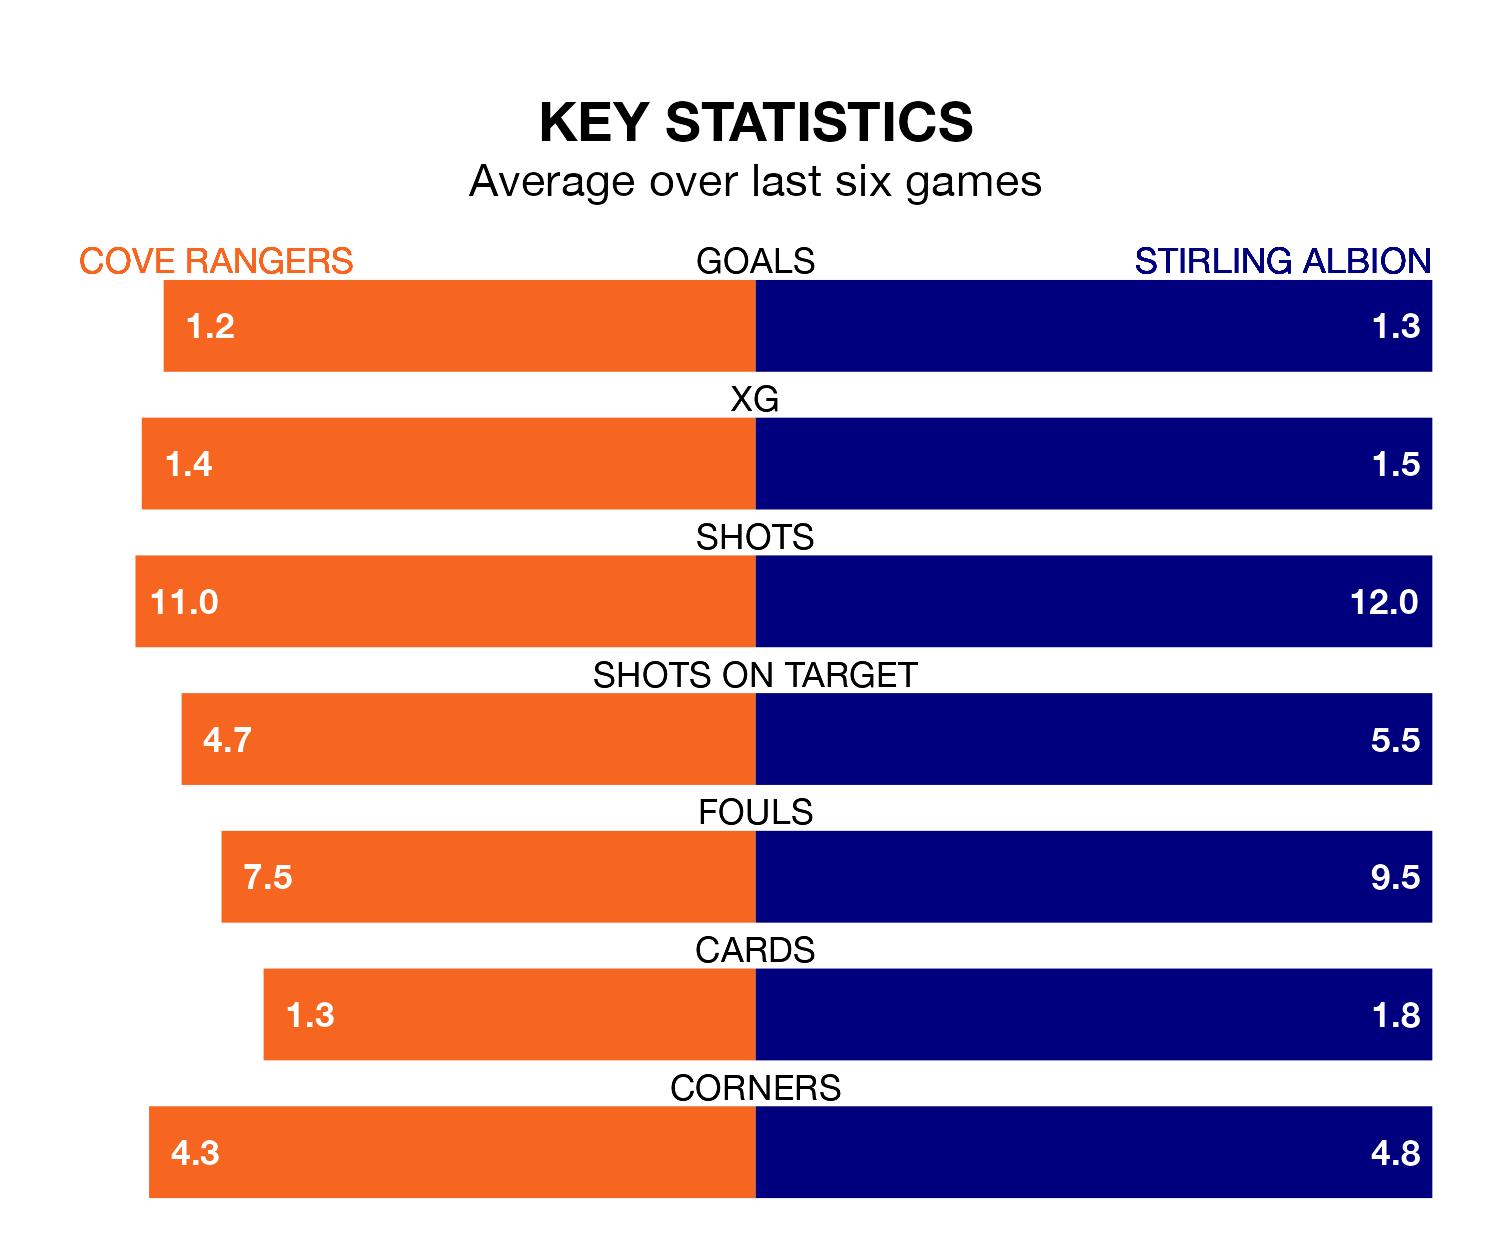 KEY STATISTICS
Average over last six games
COVE RANGERS GOALS STIRLING ALBION
1.2 1.3
XG
1.4 1.5
SHOTS
11.0 12.0
SHOTS ON TARGET
4.7 5.5
FOULS
7.5 9.5
CARDS
1.3 1.8
CORNERS
4.3 4.8